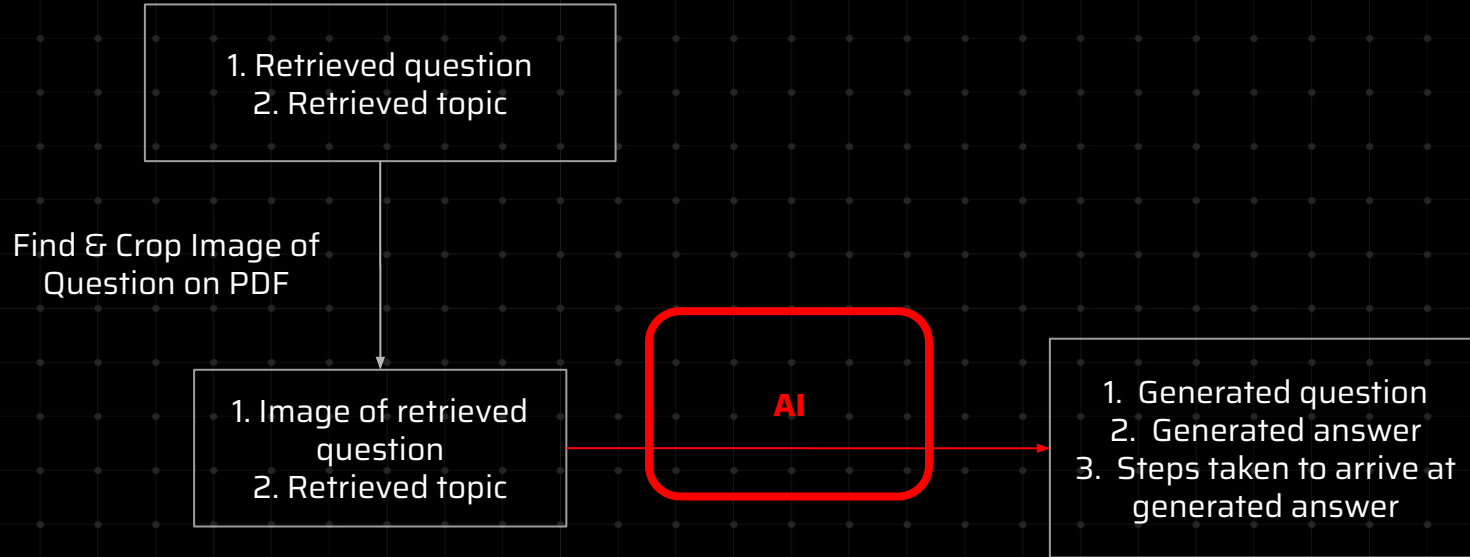 1. Retrieved question
2. Retrieved topic
Find & Crop Image of
Question on PDF
1. Image of retrieved
question
2. Retrieved topic
AI
1. Generated question
2. Generated answer
3. Steps taken to arrive at
generated answer